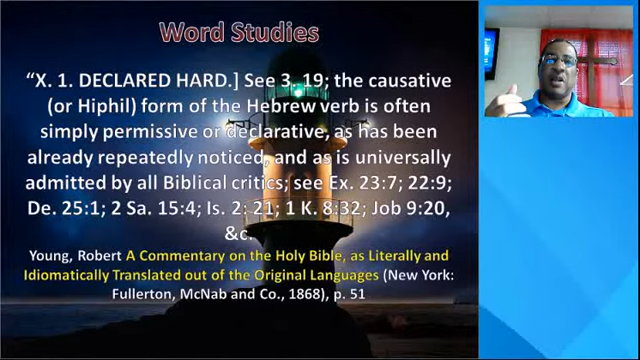 Word Studies
“X. 1. DECLARED HARD.] See 3, 19; the causative
(or Hiphil) form of the Hebrew verb is often
simply permissive or declarative, as has been
already repeatedly noticed, and as is universally
admitted by all Biblical critics; see Ex. 23:7; 22:9;
De. 25:1; 2 Sa. 15:4; Is. 2: 21; 1 K. 8:32; Job 9:20,
&c.
Young, Robert A Commentary on the Holy Bible, as Literally and
Idiomatically Translated out of the Original Languages (New York:
Fullerton, McNab and Co., 1868), p. 51